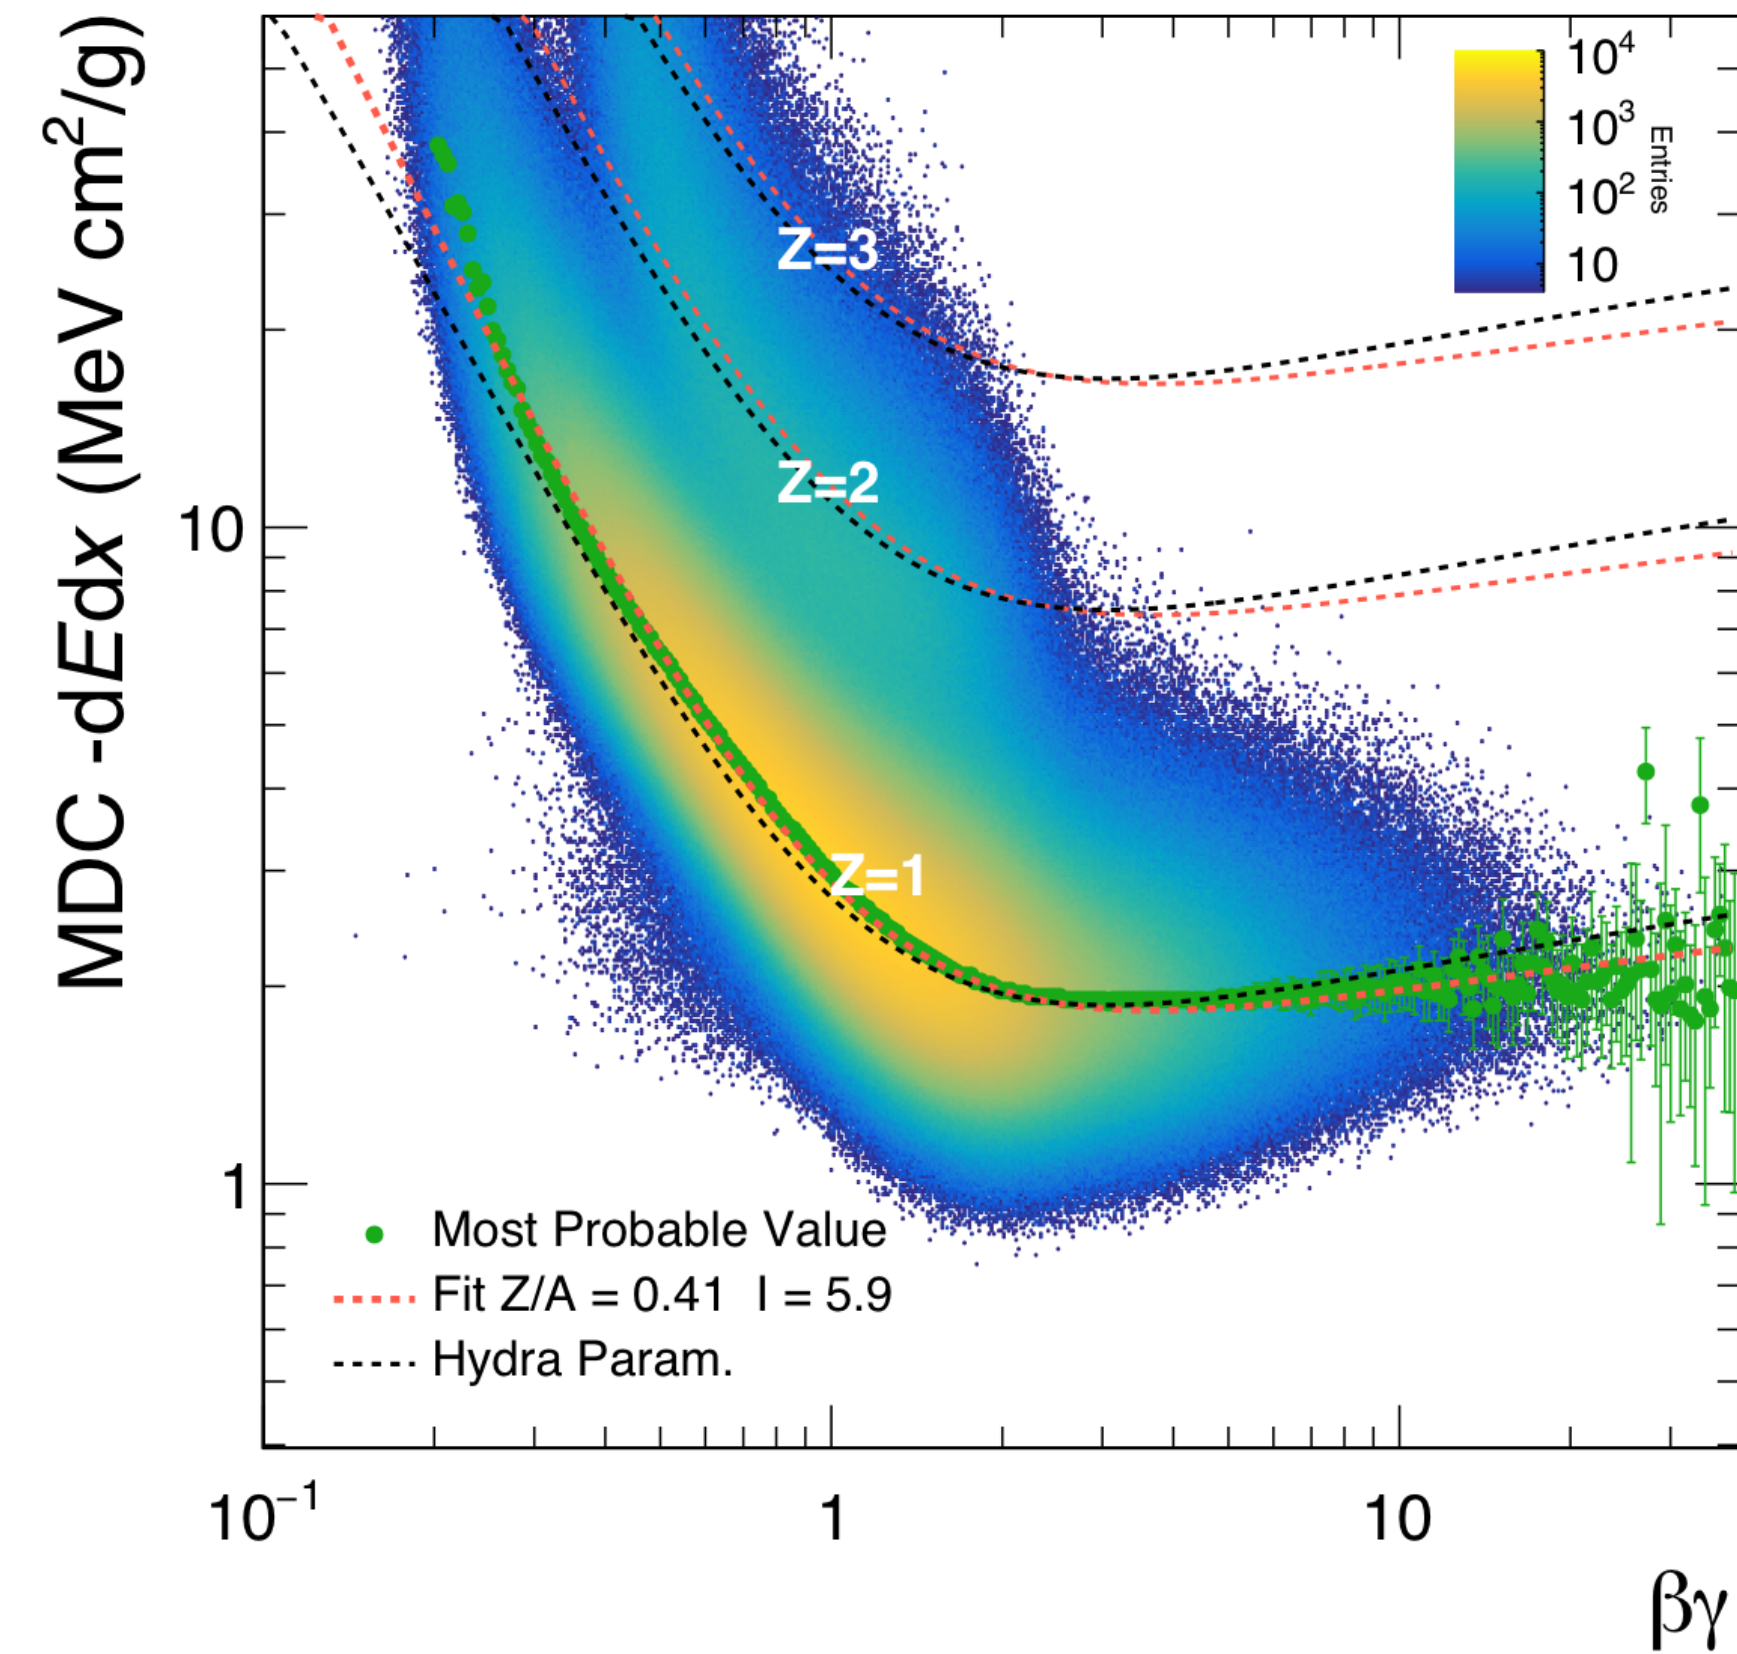 MDC -dEdx (MeV cm²/g)
10⁴
10³
10²
10
Entries
Z=3
Z=2
Z=1
10
1
Most Probable Value
Fit Z/A = 0.41 I = 5.9
Hydra Param.
10⁻¹
1
10
βγ